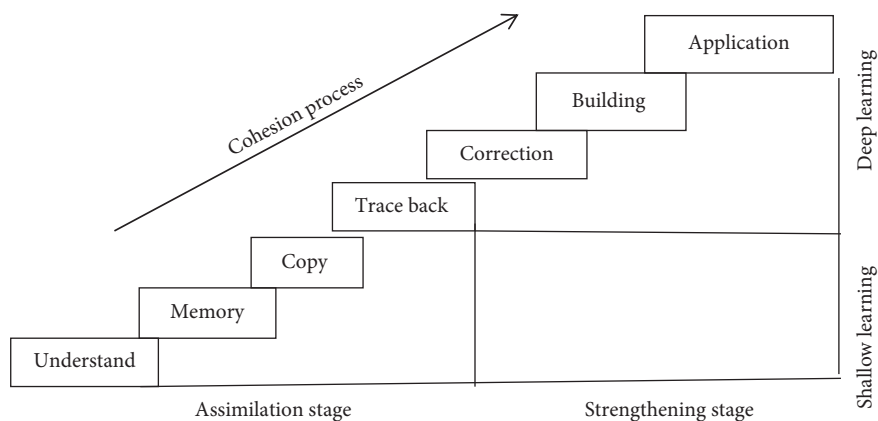 Application
Building
Correction
Trace back
Copy
Memory
Understand
Cohesion process
Deep learning
Shallow learning
Assimilation stage
Strengthening stage